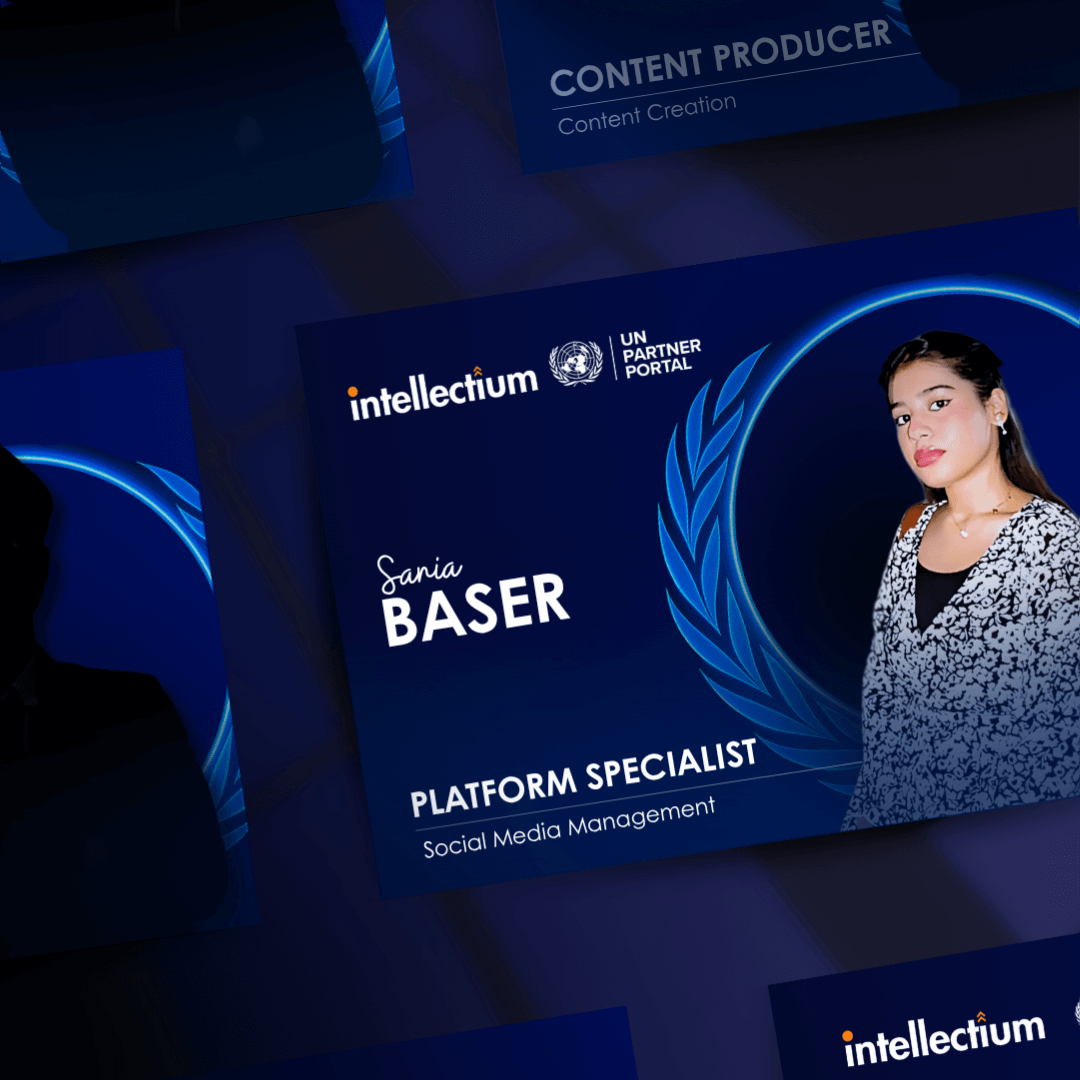 CONTENT PRODUCER
Content Creation
intellectium
UN
PARTNER
PORTAL
Sania
BASER
PLATFORM SPECIALIST
Social Media Management
intellectium